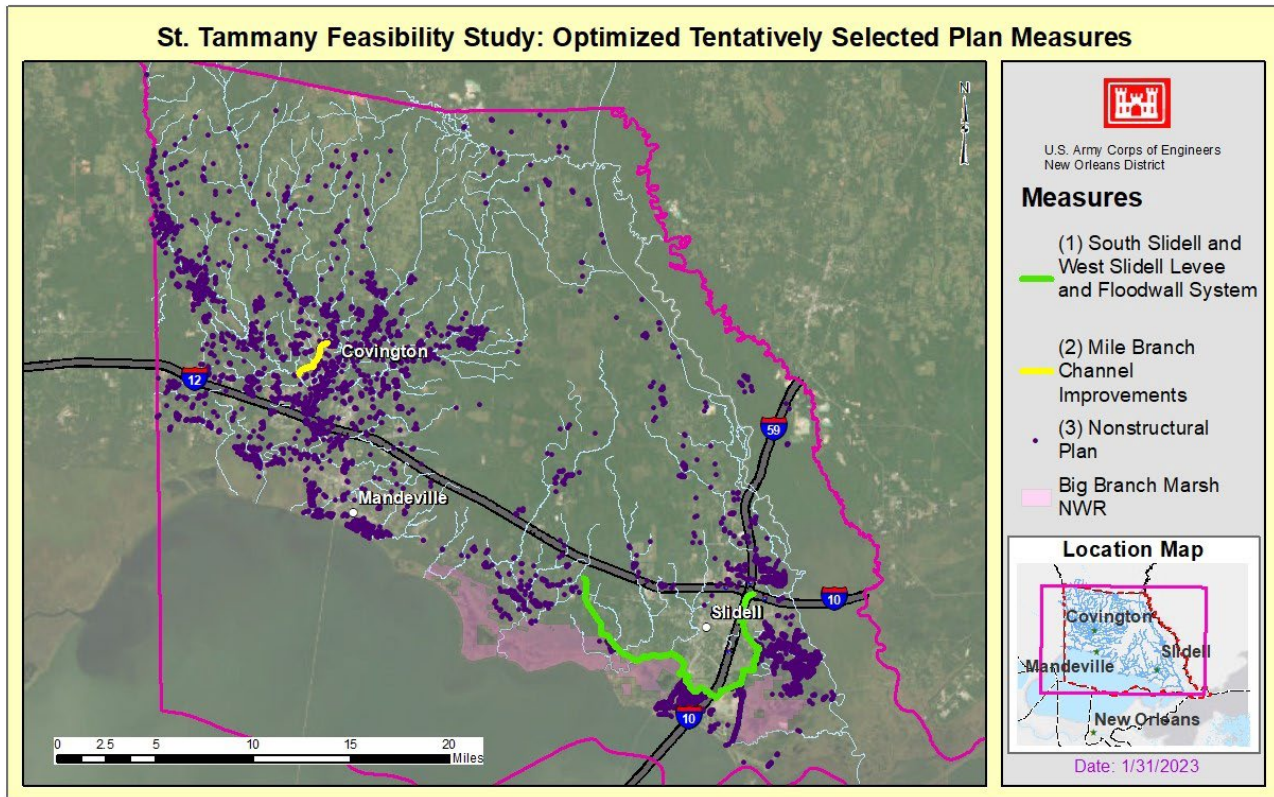 St. Tammany Feasibility Study: Optimized Tentatively Selected Plan Measures
N
Covington
12
59
Mandeville
10
Slidell
10
0 2.5 5 10 15 20
Miles
U.S. Army Corps of Engineers
New Orleans District
Measures
(1) South Slidell and
West Slidell Levee
and Floodwall System
(2) Mile Branch
Channel
Improvements
(3) Nonstructural
Plan
Big Branch Marsh
NWR
Location Map
Covington
Slidell
Mandeville
New Orleans
Date: 1/31/2023